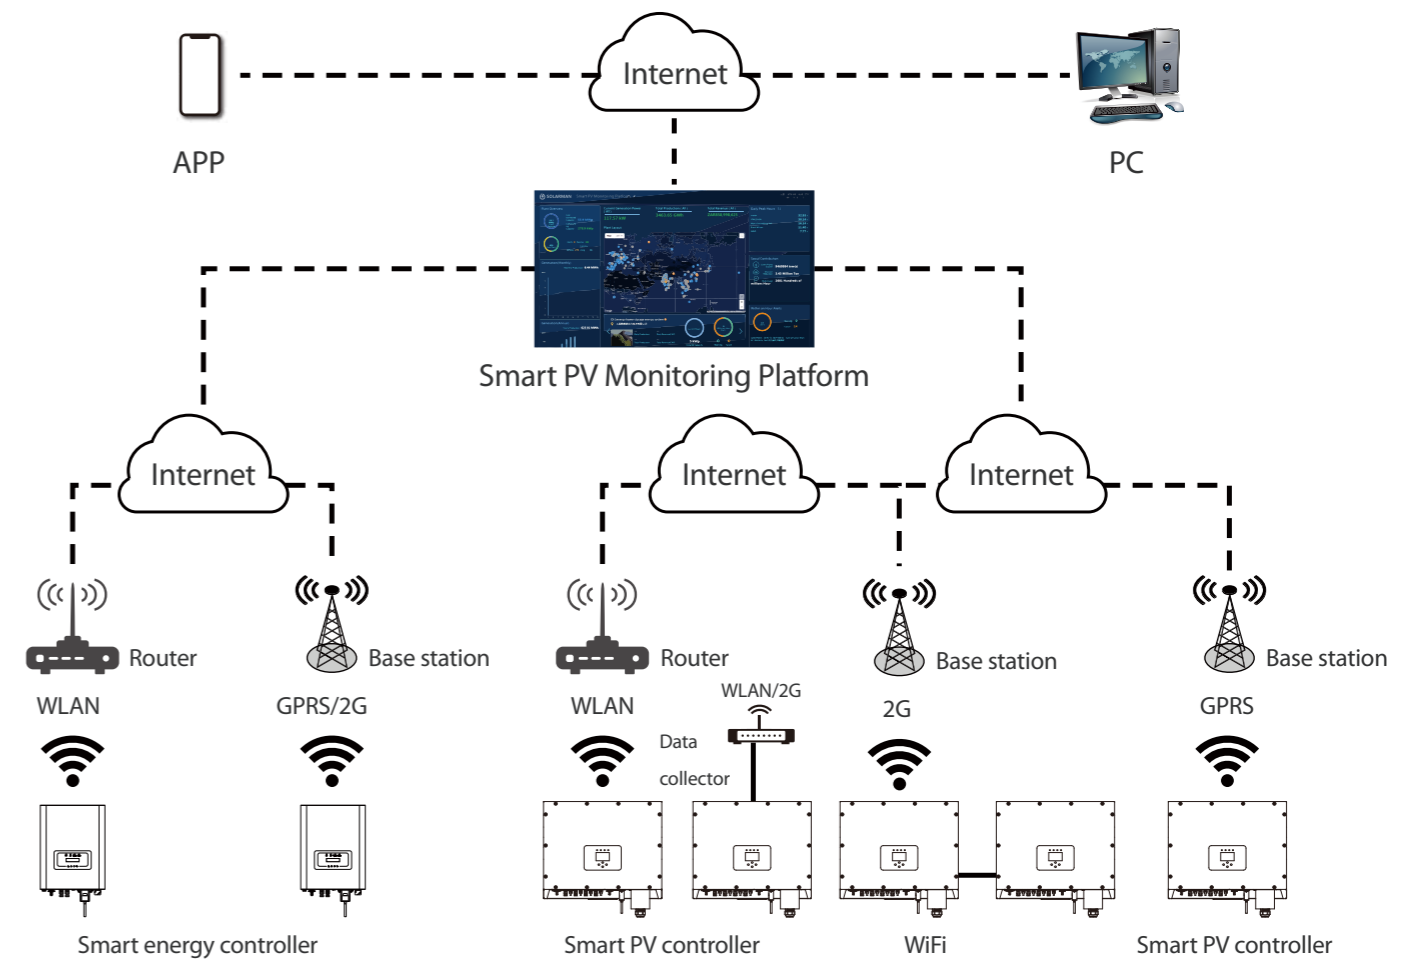 Internet
APP
PC
SOLARMAN
Smart PV Monitoring Platform
Internet
Internet
Internet
Router
Base station
Router
Base station
Base station
WLAN
GPRS/2G
WLAN
WLAN/2G
2G
GPRS
Data
collector
Smart energy controller
Smart PV controller
WiFi
Smart PV controller